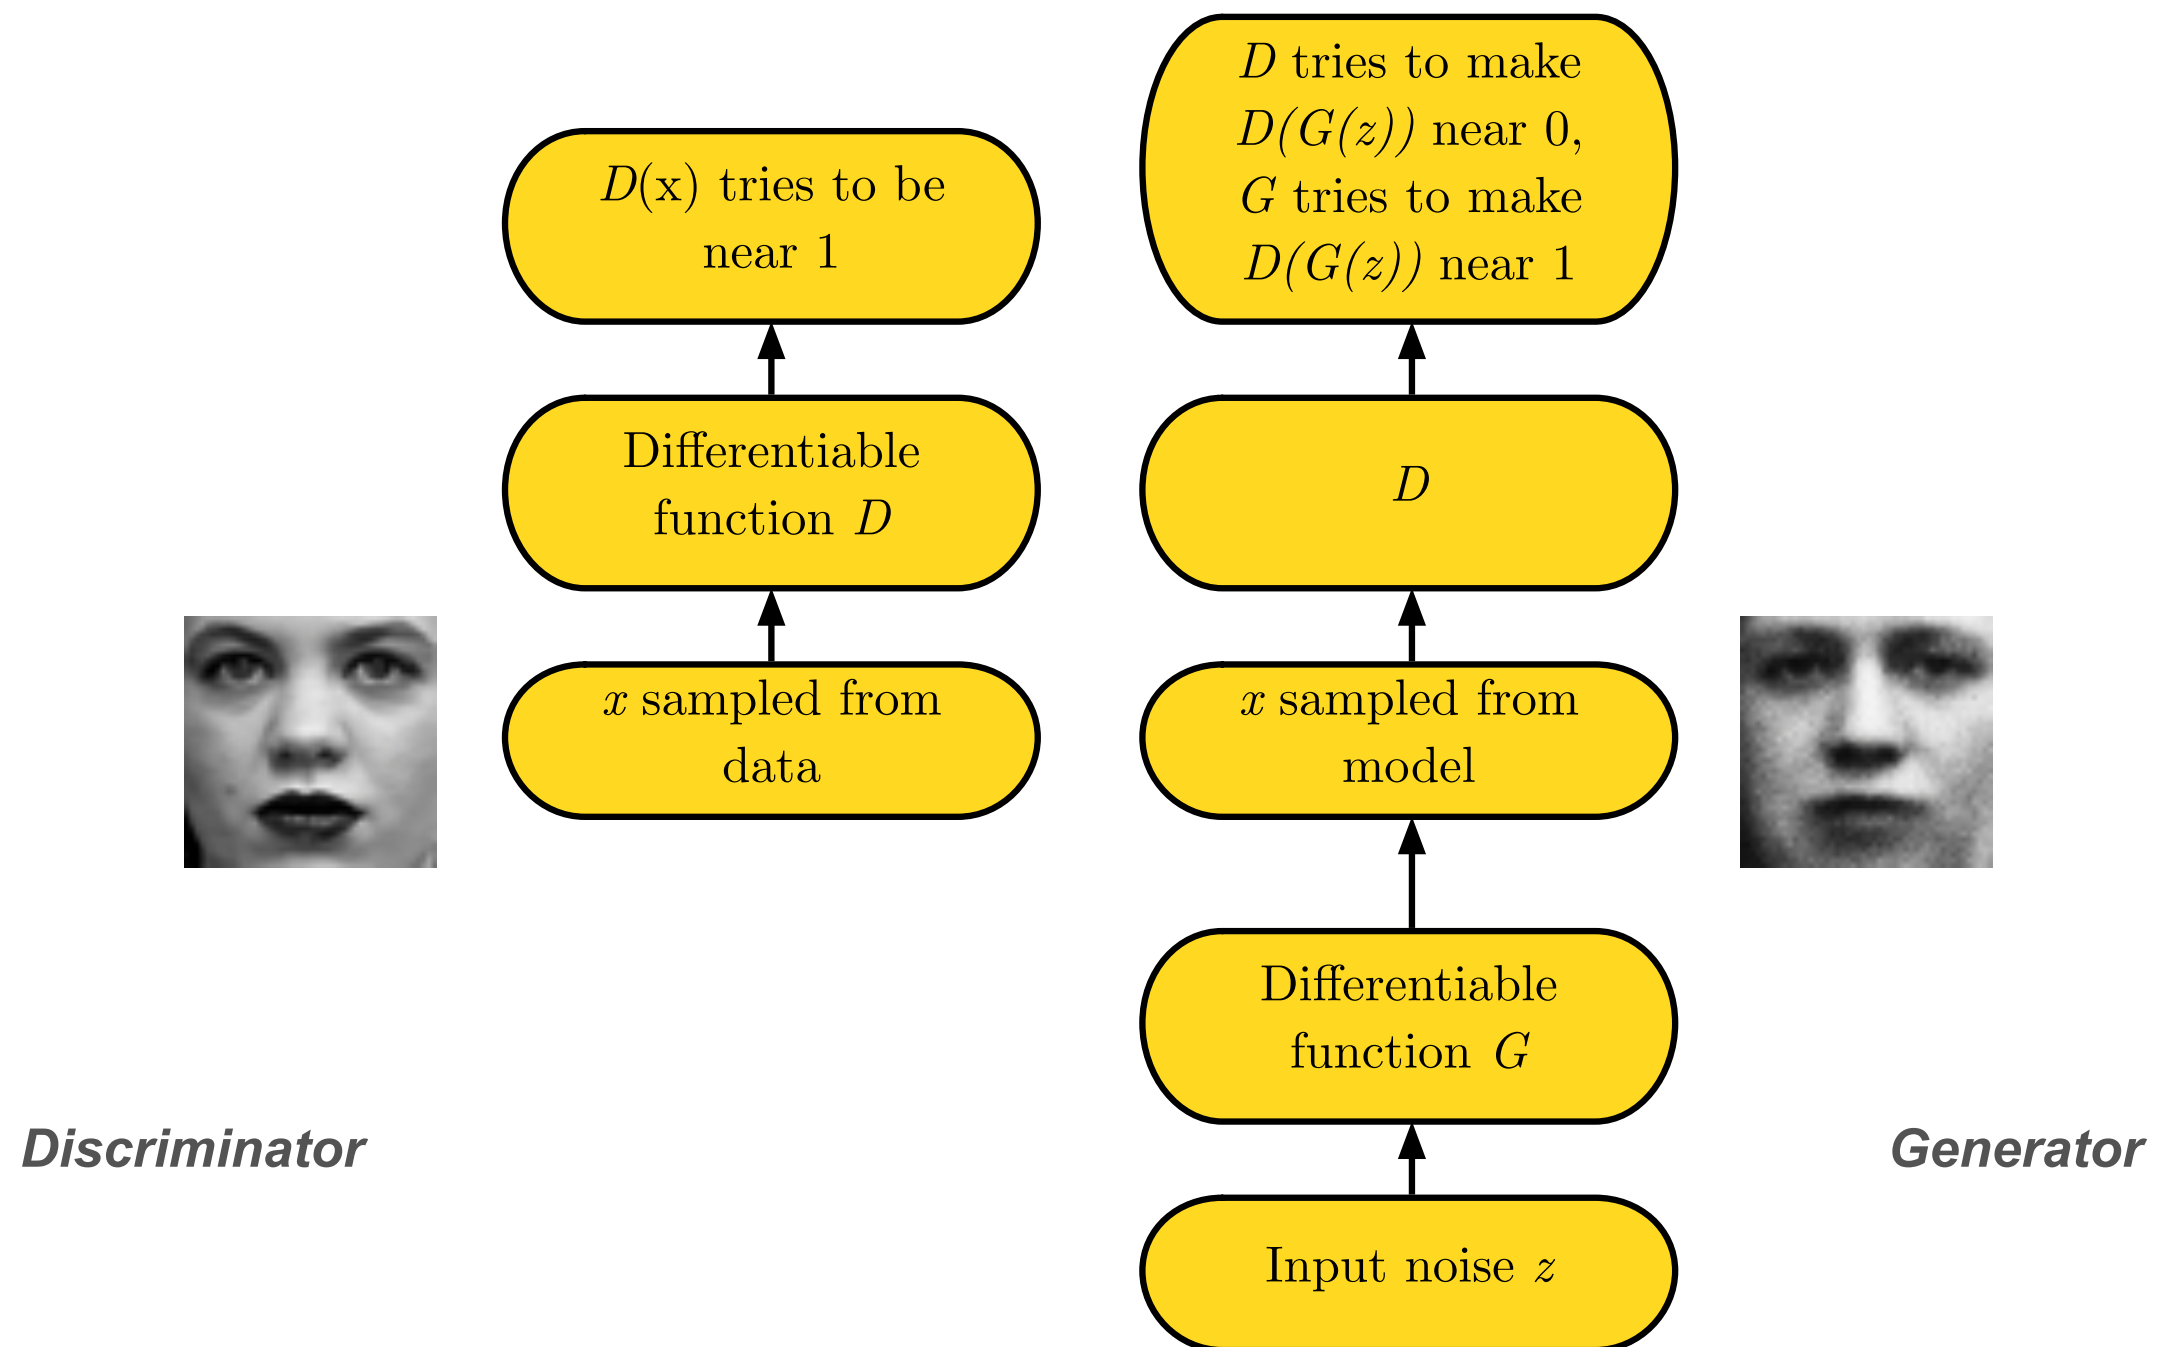 D(x) tries to be
near 1
Differentiable
function D
x sampled from
data
Discriminator
D tries to make
D(G(z)) near 0,
G tries to make
D(G(z)) near 1
D
x sampled from
model
Differentiable
function G
Input noise z
Generator